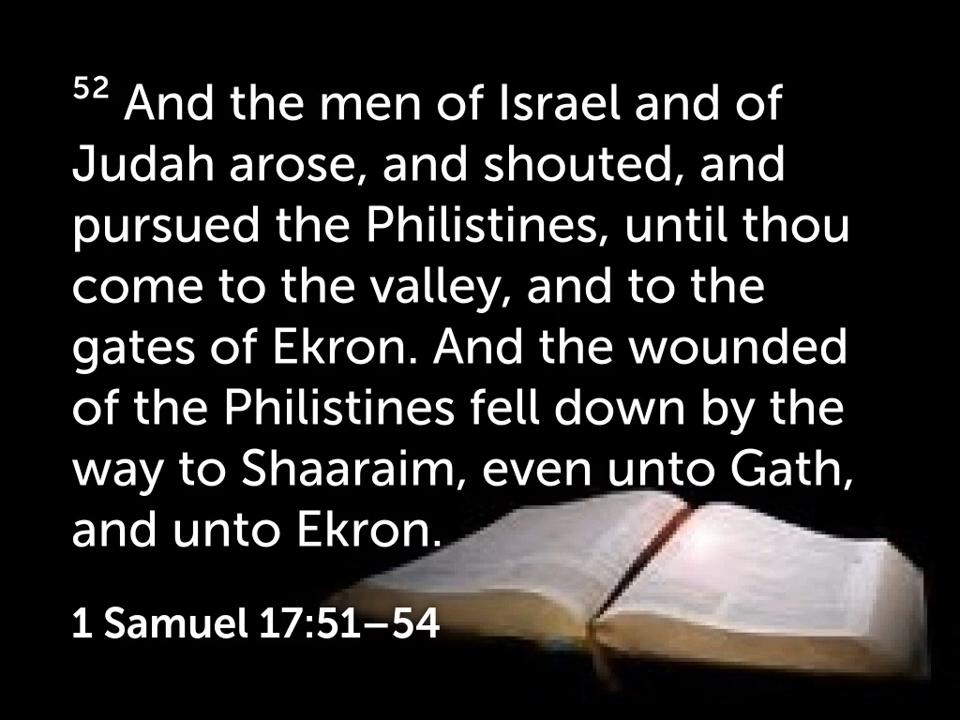 ⁵² And the men of Israel and of
Judah arose, and shouted, and
pursued the Philistines, until thou
come to the valley, and to the
gates of Ekron. And the wounded
of the Philistines fell down by the
way to Shaaraim, even unto Gath,
and unto Ekron.
1 Samuel 17:51–54